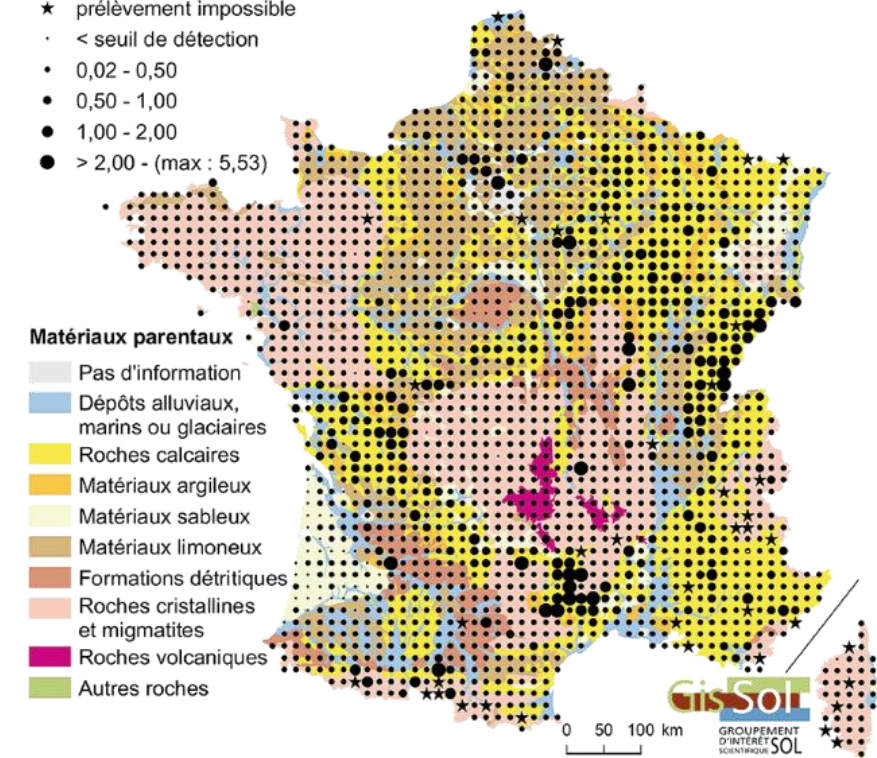 prélèvement impossible
< seuil de détection
0,02 - 0,50
0,50 - 1,00
1,00 - 2,00
> 2,00 - (max : 5,53)
Matériaux parentaux
Pas d'information
Dépôts alluviaux,
marins ou glaciaires
Roches calcaires
Matériaux argileux
Matériaux sableux
Matériaux limoneux
Formations détritiques
Roches cristallines
et migmatites
Roches volcaniques
Autres roches
0 50 100 km
Gis Sol
GROUPEMENT
D'INTÉRÊT
SCIENTIFIQUE SOL